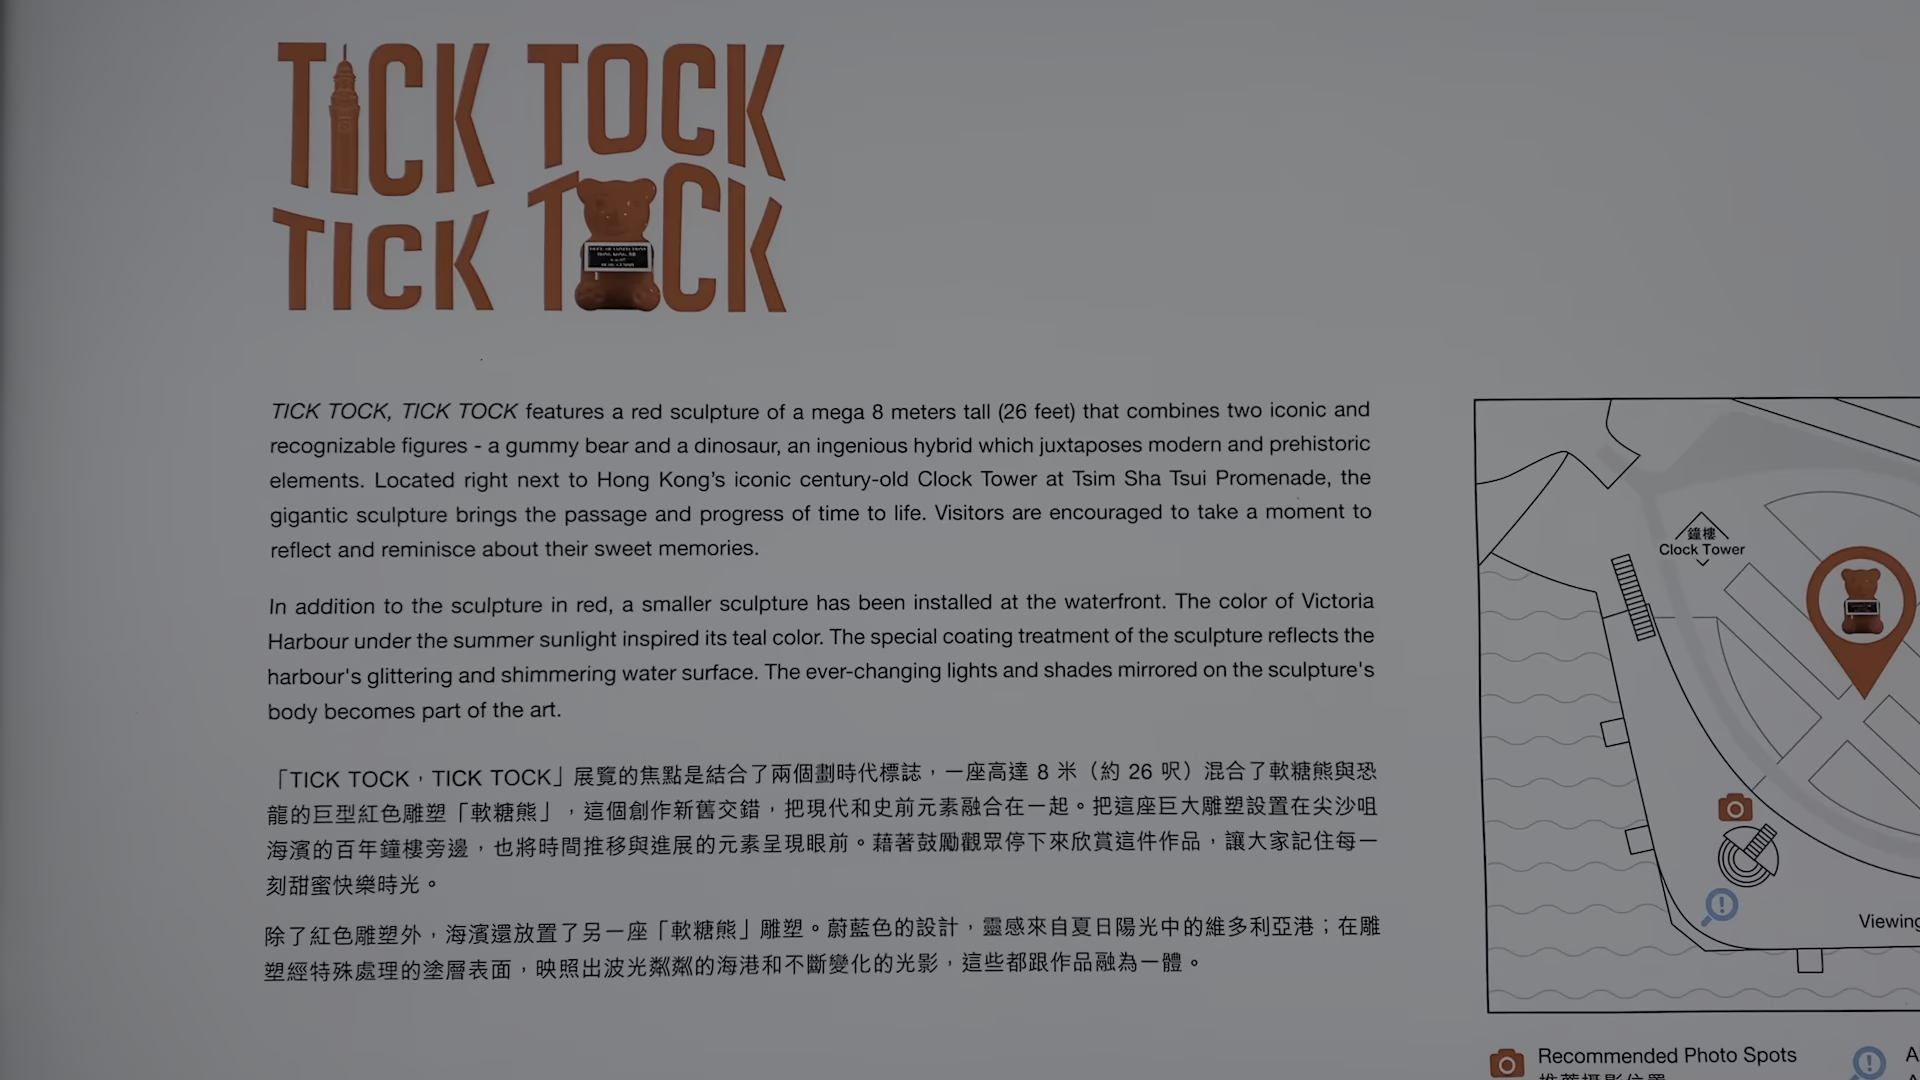 TICK TOCK
TICK TOCK
TICK TOCK, TICK TOCK features a red sculpture of a mega 8 meters tall (26 feet) that combines two iconic and
recognizable figures - a gummy bear and a dinosaur, an ingenious hybrid which juxtaposes modern and prehistoric
elements. Located right next to Hong Kong's iconic century-old Clock Tower at Tsim Sha Tsui Promenade, the
gigantic sculpture brings the passage and progress of time to life. Visitors are encouraged to take a moment to
reflect and reminisce about their sweet memories.
In addition to the sculpture in red, a smaller sculpture has been installed at the waterfront. The color of Victoria
Harbour under the summer sunlight inspired its teal color. The special coating treatment of the sculpture reflects the
harbour's glittering and shimmering water surface. The ever-changing lights and shades mirrored on the sculpture's
body becomes part of the art.
「TICK TOCK，TICK TOCK」展覽的焦點是結合了兩個劃時代標誌，一座高達 8 米（約 26 呎）混合了軟糖熊與恐
龍的巨型紅色雕塑「軟糖熊」，這個創作新舊交錯，把現代和史前元素融合在一起。把這座巨大雕塑設置在尖沙咀
海濱的百年鐘樓旁邊，也將時間推移與進展的元素呈現眼前。藉著鼓勵觀眾停下來欣賞這件作品，讓大家記住每一
刻甜蜜快樂時光。
除了紅色雕塑外，海濱還放置了另一座「軟糖熊」雕塑。蔚藍色的設計，靈感來自夏日陽光中的維多利亞港；在雕
塑經特殊處理的塗層表面，映照出波光粼粼的海港和不斷變化的光影，這些都跟作品融為一體。
鐘樓
Clock Tower
Viewing
Recommended Photo Spots
推薦攝影位置